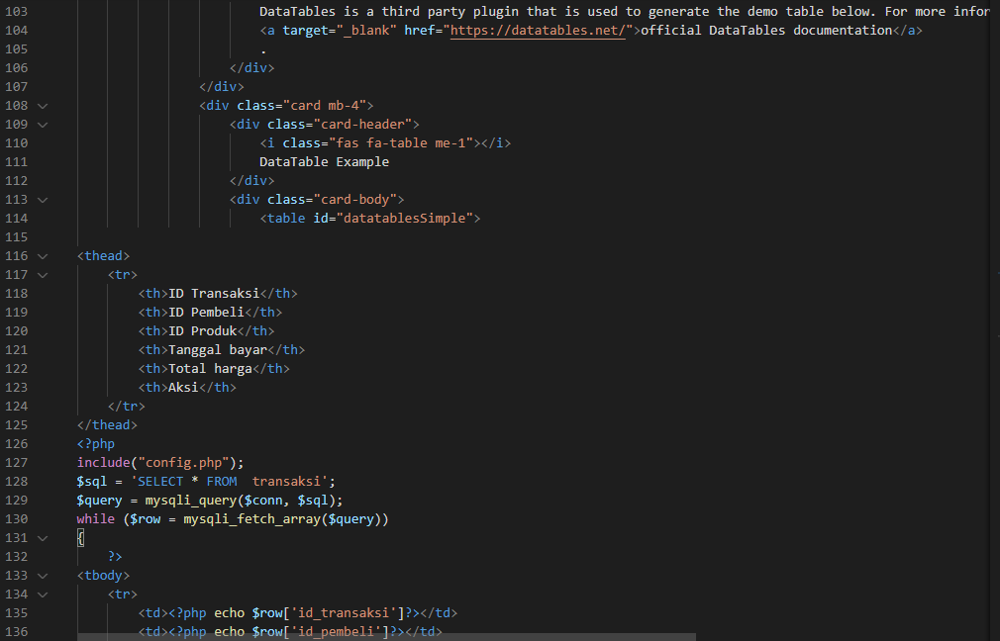 103 DataTables is a third party plugin that is used to generate the demo table below. For more infor
104 <a target="_blank" href="https://datatables.net/">official DataTables documentation</a>
105 .
106 </div>
107 </div>
108 <div class="card mb-4">
109 <div class="card-header">
110 <i class="fas fa-table me-1"></i>
111 DataTable Example
112 </div>
113 <div class="card-body">
114 <table id="datatablesSimple">
115
116 <thead>
117 <tr>
118 <th>ID Transaksi</th>
119 <th>ID Pembeli</th>
120 <th>ID Produk</th>
121 <th>Tanggal bayar</th>
122 <th>Total harga</th>
123 <th>Aksi</th>
124 </tr>
125 </thead>
126 <?php
127 include("config.php");
128 $sql = 'SELECT * FROM  transaksi';
129 $query = mysqli_query($conn, $sql);
130 while ($row = mysqli_fetch_array($query))
131 {
132 ?>
133 <tbody>
134 <tr>
135 <td><?php echo $row['id_transaksi']?></td>
136 <td><?php echo $row['id_pembeli']?></td>